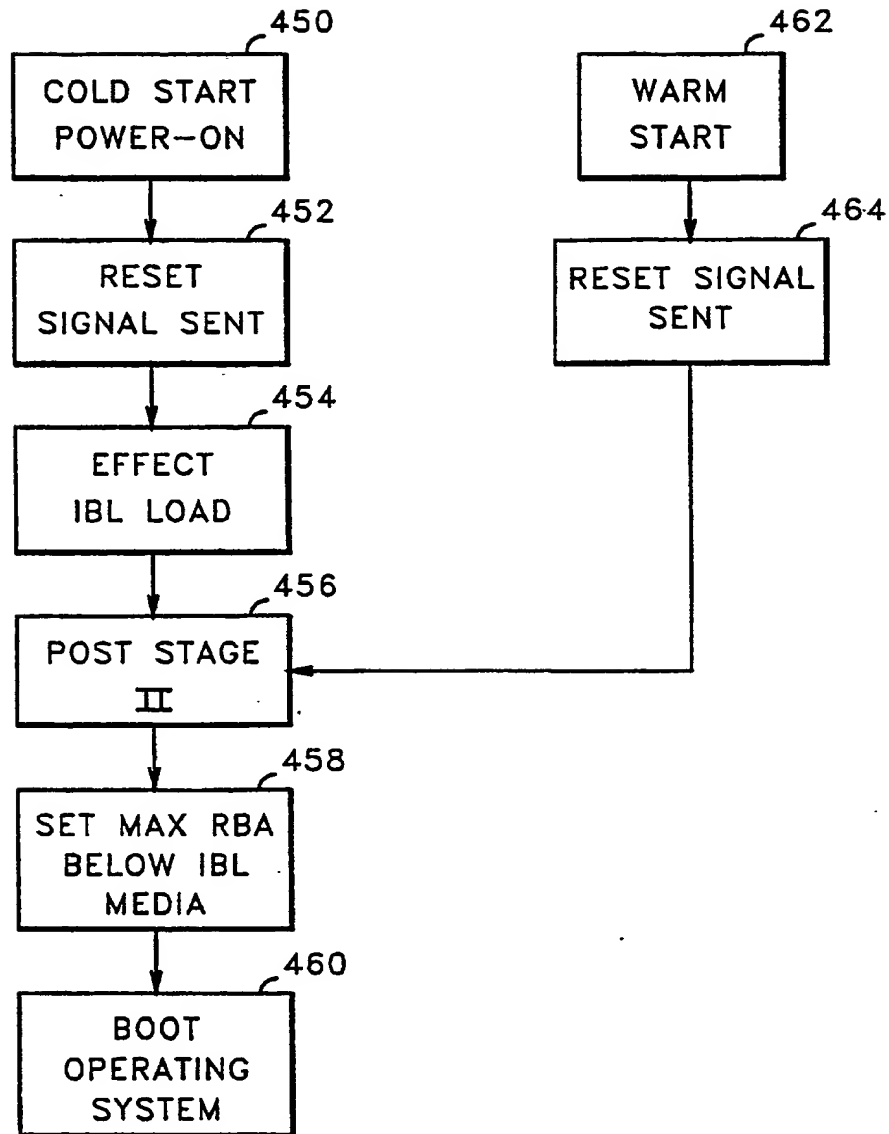 450
COLD START
POWER-ON
452
RESET
SIGNAL SENT
454
EFFECT
IBL LOAD
456
POST STAGE
II
458
SET MAX RBA
BELOW IBL
MEDIA
460
BOOT
OPERATING
SYSTEM
462
WARM
START
464
RESET SIGNAL
SENT